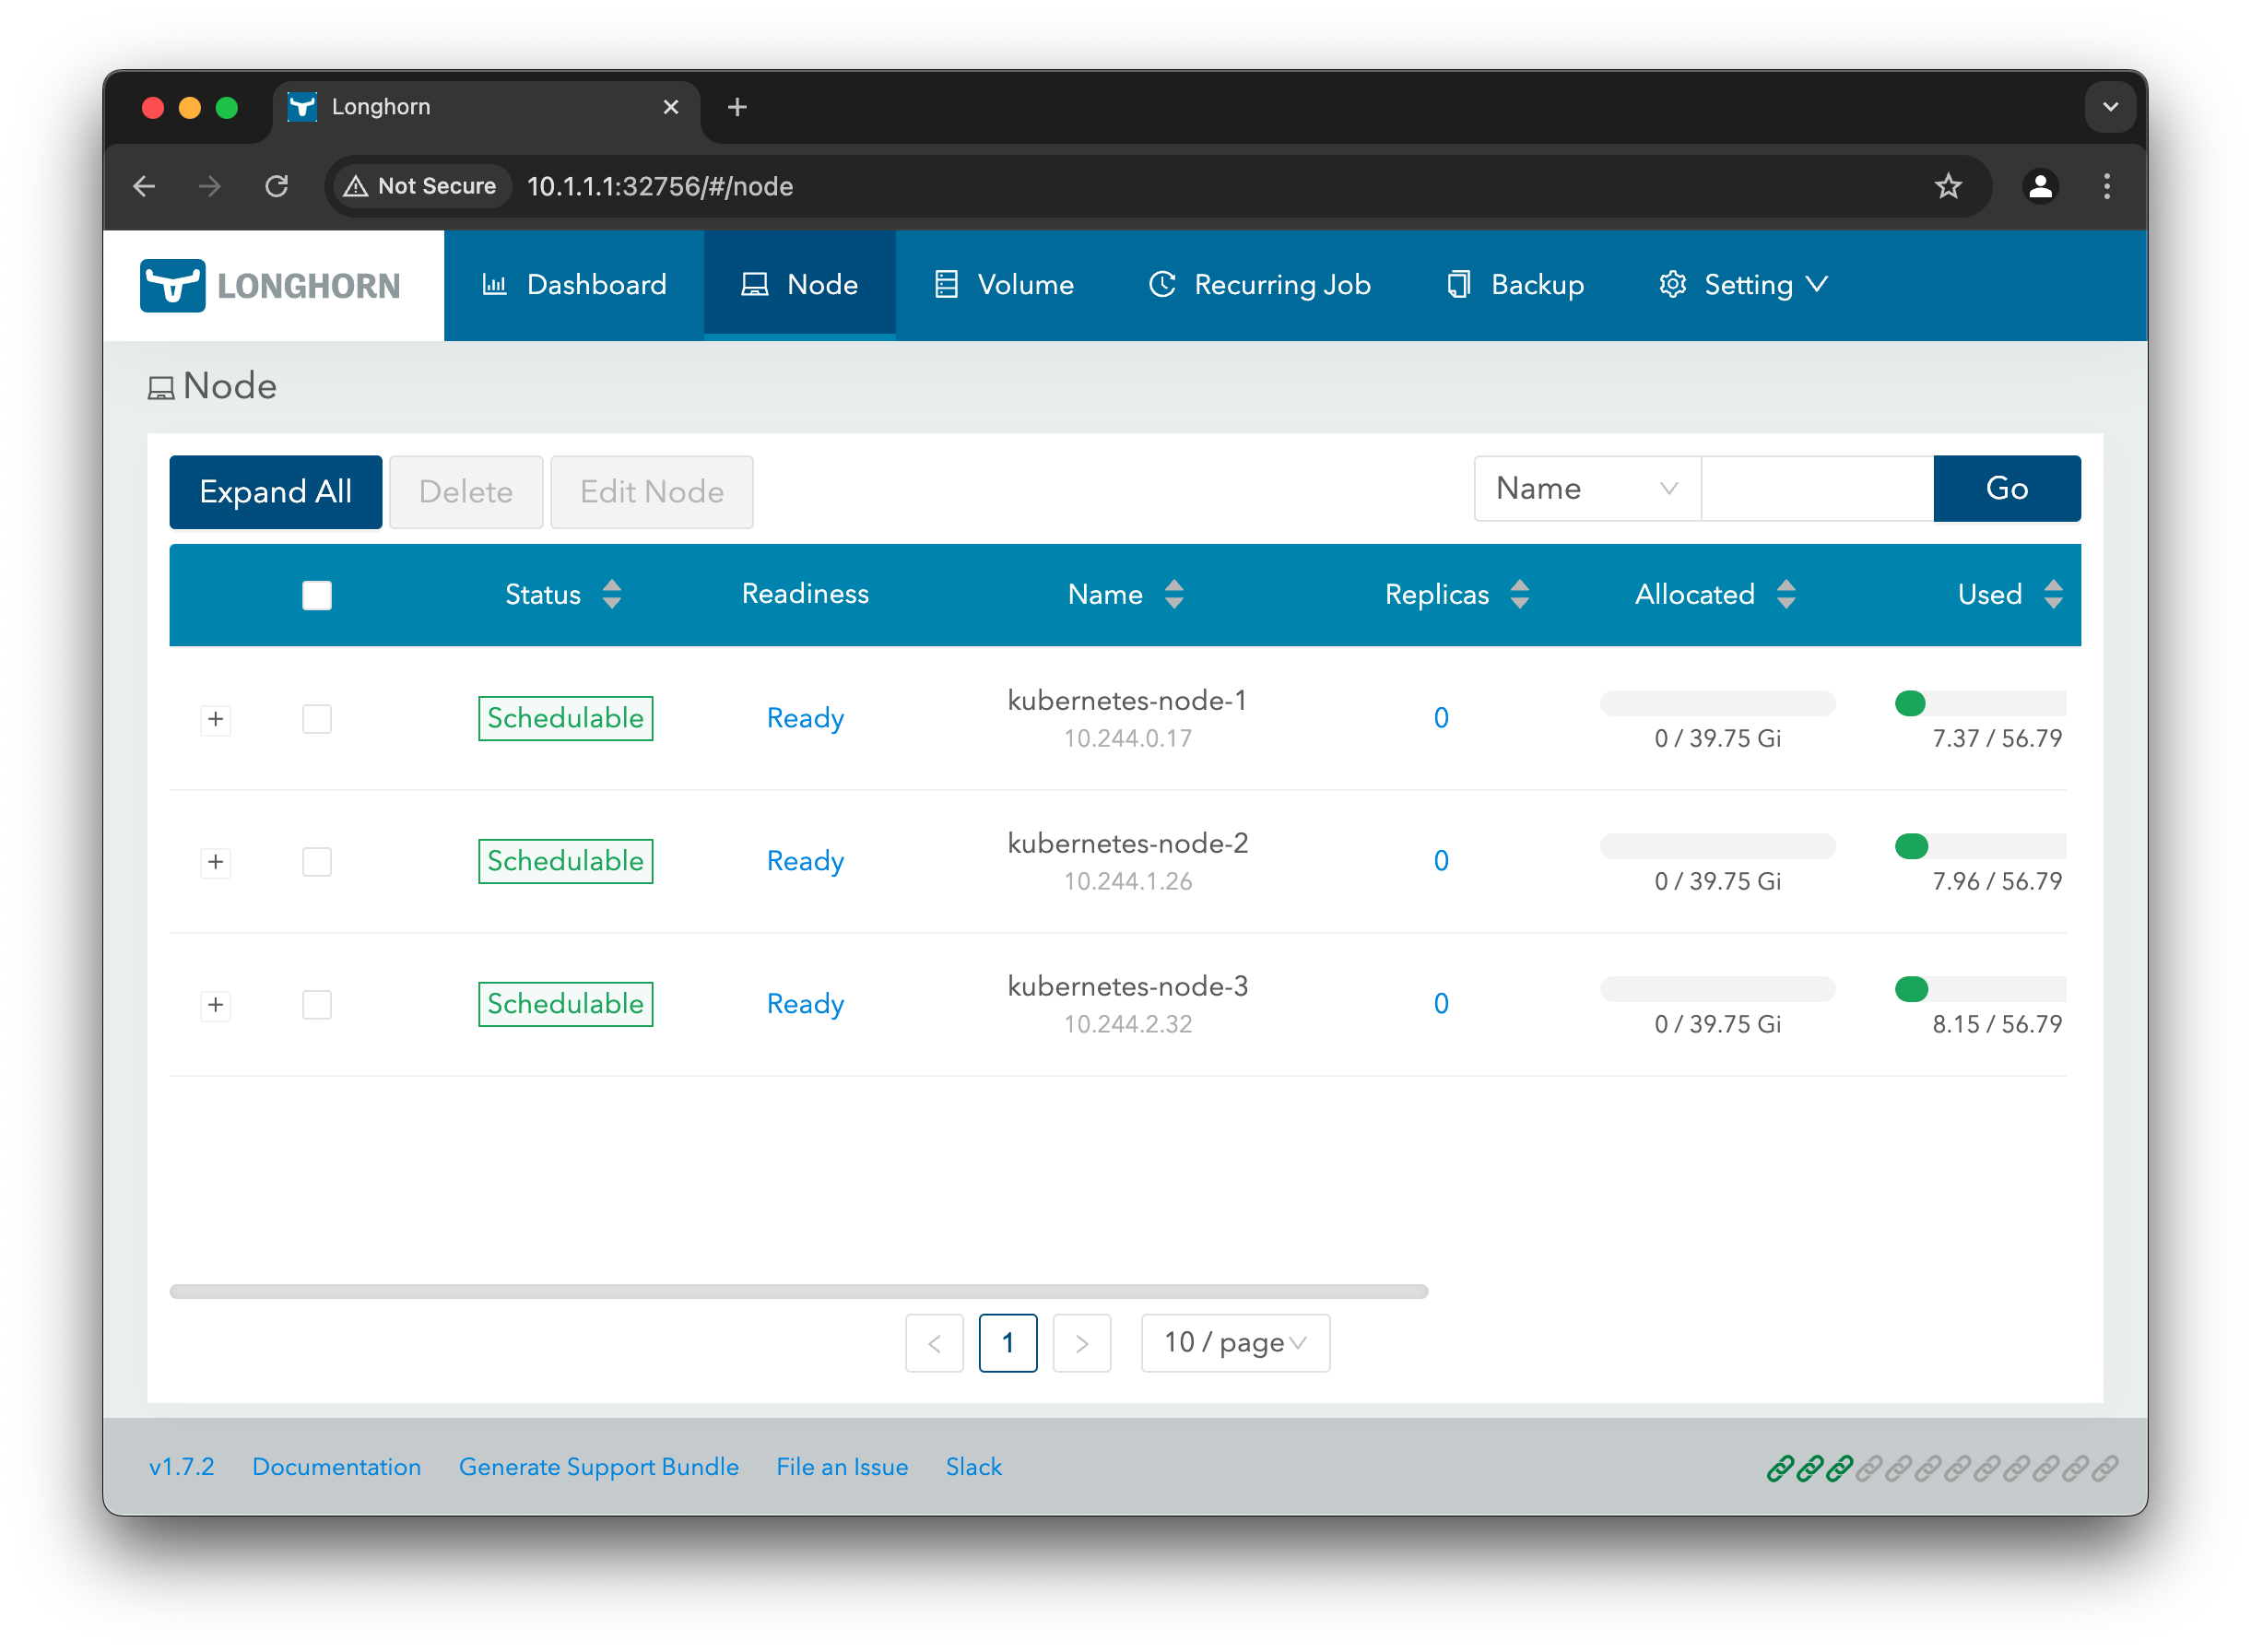 Longhorn
Not Secure 10.1.1.1:32756/#/node
LONGHORN Dashboard Node Volume Recurring Job Backup Setting
Node
Expand All Delete Edit Node Name Go
Status Readiness Name Replicas Allocated Used
Schedulable Ready kubernetes-node-1 0
10.244.0.17 0 / 39.75 Gi 7.37 / 56.79
Schedulable Ready kubernetes-node-2 0
10.244.1.26 0 / 39.75 Gi 7.96 / 56.79
Schedulable Ready kubernetes-node-3 0
10.244.2.32 0 / 39.75 Gi 8.15 / 56.79
< 1 > 10 / page
v1.7.2 Documentation Generate Support Bundle File an Issue Slack